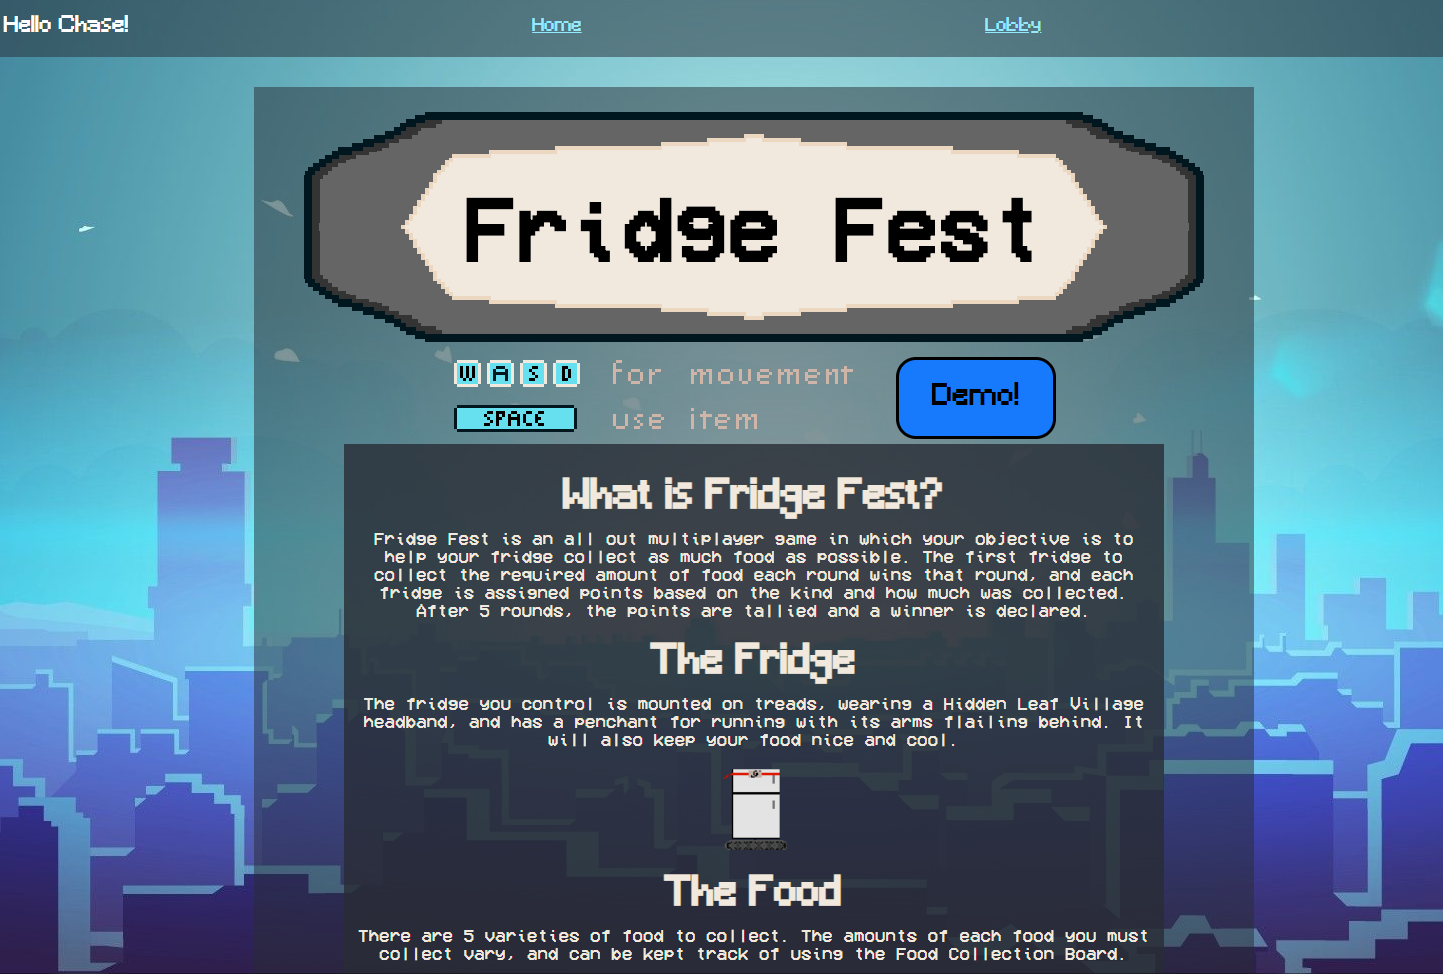 Hello Chase!
Home
Lobby
Fridge Fest
W A S D for movement
Demo!
SPACE use item
What is Fridge Fest?
Fridge Fest is an all out multiplayer game in which your objective is to
help your fridge collect as much food as possible. The first fridge to
collect the required amount of food each round wins that round, and each
fridge is assigned points based on the kind and how much was collected.
After 5 rounds, the points are tallied and a winner is declared.
The Fridge
The fridge you control is mounted on treads, wearing a Hidden Leaf Village
headband, and has a penchant for running with its arms flailing behind. It
will also keep your food nice and cool.
The Food
There are 5 varieties of food to collect. The amounts of each food you must
collect vary, and can be kept track of using the Food Collection Board.